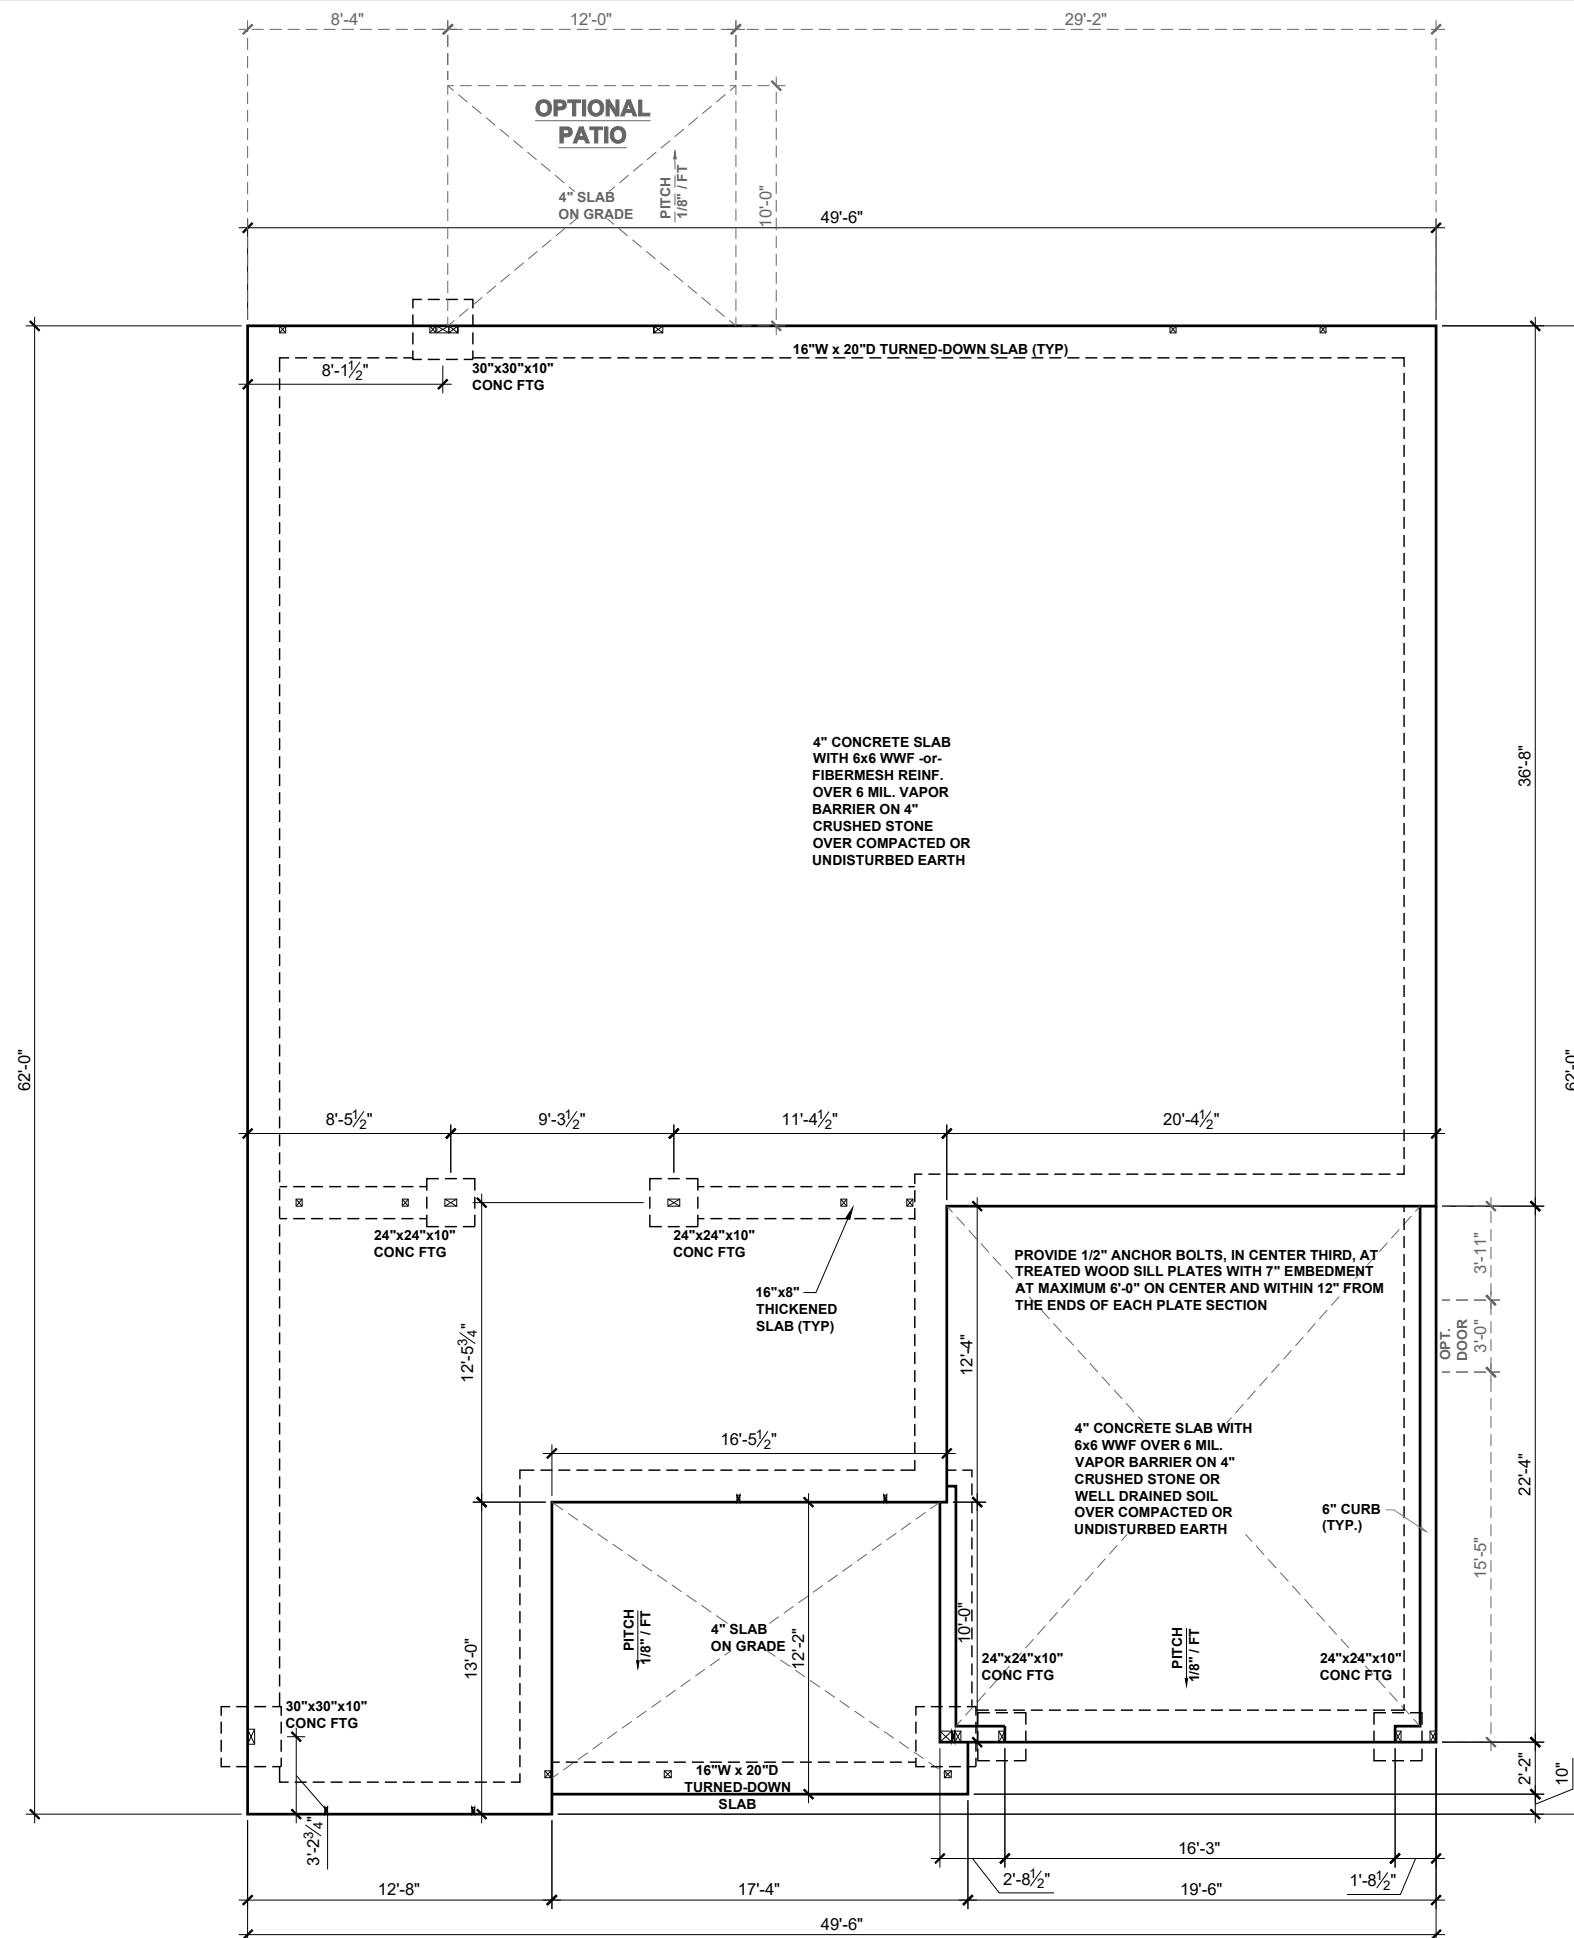 8'-4"
12'-0"
29'-2"
OPTIONAL
PATIO
4" SLAB
ON GRADE
PITCH
1/8" / FT
10'-0"
49'-6"
16"W x 20"D TURNED-DOWN SLAB (TYP)
8'-1½"
30"x30"x10"
CONC FTG
4" CONCRETE SLAB
WITH 6x6 WWF -or-
FIBERMESH REINF.
OVER 6 MIL. VAPOR
BARRIER ON 4"
CRUSHED STONE
OVER COMPACTED OR
UNDISTURBED EARTH
36'-8"
62'-0"
62'-0"
8'-5½"
9'-3½"
11'-4½"
20'-4½"
24"x24"x10"
CONC FTG
24"x24"x10"
CONC FTG
16"x8"
THICKENED
SLAB (TYP)
12'-5¾"
12'-4"
PROVIDE 1/2" ANCHOR BOLTS, IN CENTER THIRD, AT
TREATED WOOD SILL PLATES WITH 7" EMBEDMENT
AT MAXIMUM 6'-0" ON CENTER AND WITHIN 12" FROM
THE ENDS OF EACH PLATE SECTION
3'-11"
OPT.
DOOR
3'-0"
16'-5½"
4" CONCRETE SLAB WITH
6x6 WWF OVER 6 MIL.
VAPOR BARRIER ON 4"
CRUSHED STONE OR
WELL DRAINED SOIL
OVER COMPACTED OR
UNDISTURBED EARTH
6" CURB
(TYP.)
22'-4"
15'-5"
13'-0"
PITCH
1/8" / FT
4" SLAB
ON GRADE
12'-2"
10'-0"
24"x24"x10"
CONC FTG
PITCH
1/8" / FT
24"x24"x10"
CONC FTG
30"x30"x10"
CONC FTG
16"W x 20"D
TURNED-DOWN
SLAB
2'-2"
10"
3'-2¾"
16'-3"
2'-8½"
1'-8½"
12'-8"
17'-4"
19'-6"
49'-6"